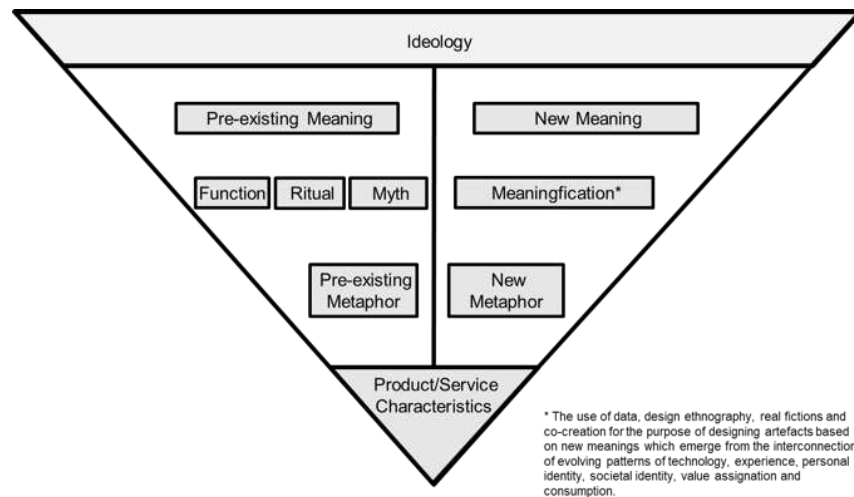 Ideology
Pre-existing Meaning
New Meaning
Function
Ritual
Myth
Meaningfication*
Pre-existing
Metaphor
New
Metaphor
Product/Service
Characteristics
* The use of data, design ethnography, real fictions and
co-creation for the purpose of designing artefacts based
on new meanings which emerge from the interconnection
of evolving patterns of technology, experience, personal
identity, societal identity, value assignation and
consumption.